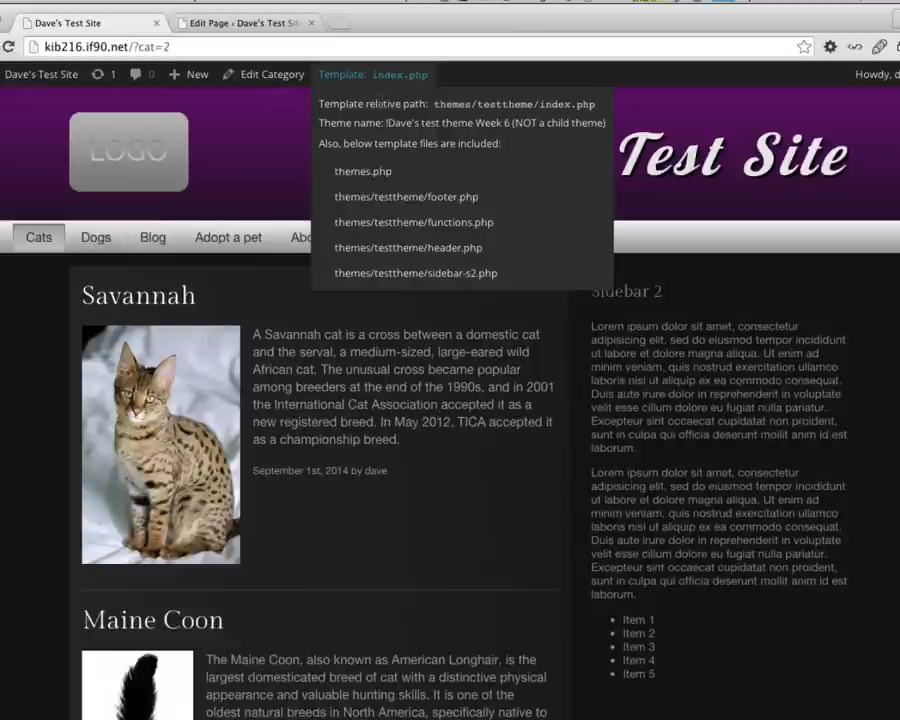 Dave's Test Site
Edit Page ‹ Dave's Test Sit
kib216.if90.net/?cat=2
Dave's Test Site
1
0
New
Edit Category
Template: index.php
Howdy, d
Template relative path: themes/testtheme/index.php
Theme name: !Dave's test theme Week 6 (NOT a child theme)
Also, below template files are included:
themes.php
themes/testtheme/footer.php
themes/testtheme/functions.php
themes/testtheme/header.php
themes/testtheme/sidebar-s2.php
LOGO
Test Site
Cats
Dogs
Blog
Adopt a pet
Abo
Savannah
A Savannah cat is a cross between a domestic cat
and the serval, a medium-sized, large-eared wild
African cat. The unusual cross became popular
among breeders at the end of the 1990s, and in 2001
the International Cat Association accepted it as a
new registered breed. In May 2012, TICA accepted it
as a championship breed.
September 1st, 2014 by dave
Maine Coon
The Maine Coon, also known as American Longhair, is the
largest domesticated breed of cat with a distinctive physical
appearance and valuable hunting skills. It is one of the
oldest natural breeds in North America, specifically native to
Sidebar 2
Lorem ipsum dolor sit amet, consectetur
adipisicing elit, sed do eiusmod tempor incididunt
ut labore et dolore magna aliqua. Ut enim ad
minim veniam, quis nostrud exercitation ullamco
laboris nisi ut aliquip ex ea commodo consequat.
Duis aute irure dolor in reprehenderit in voluptate
velit esse cillum dolore eu fugiat nulla pariatur.
Excepteur sint occaecat cupidatat non proident,
sunt in culpa qui officia deserunt mollit anim id est
laborum.
Lorem ipsum dolor sit amet, consectetur
adipisicing elit, sed do eiusmod tempor incididunt
ut labore et dolore magna aliqua. Ut enim ad
minim veniam, quis nostrud exercitation ullamco
laboris nisi ut aliquip ex ea commodo consequat.
Duis aute irure dolor in reprehenderit in voluptate
velit esse cillum dolore eu fugiat nulla pariatur.
Excepteur sint occaecat cupidatat non proident,
sunt in culpa qui officia deserunt mollit anim id est
laborum.
Item 1
Item 2
Item 3
Item 4
Item 5